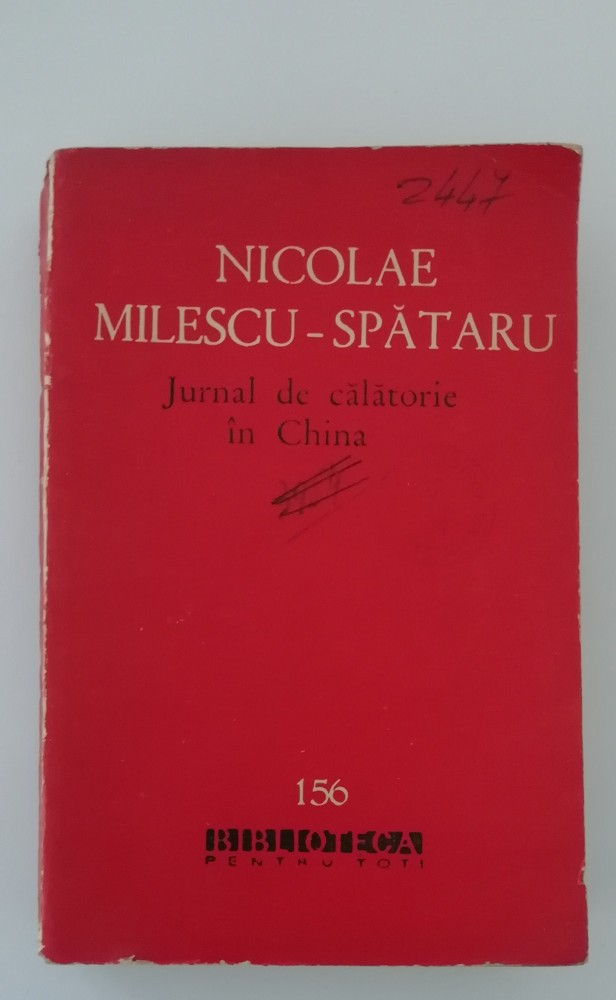 2447
NICOLAE
MILESCU-SPĂTARU
Jurnal de călătorie
în China
156
BIBLIOTECA
PENTRU TOȚI